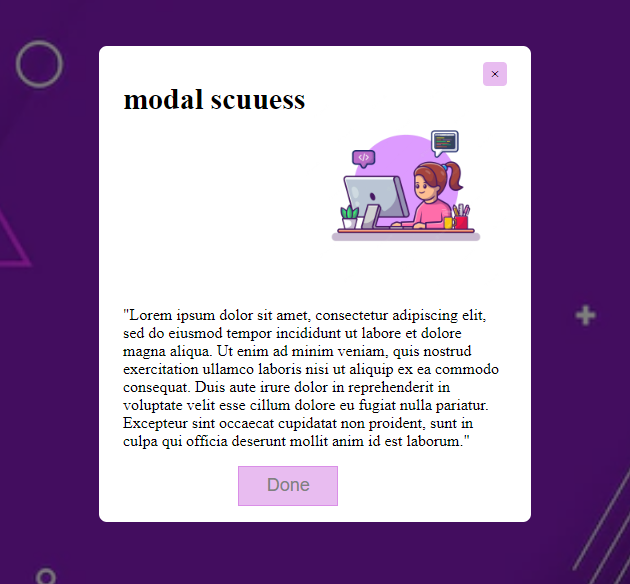 ×
modal scuuess
</>
"Lorem ipsum dolor sit amet, consectetur adipiscing elit,
sed do eiusmod tempor incididunt ut labore et dolore
magna aliqua. Ut enim ad minim veniam, quis nostrud
exercitation ullamco laboris nisi ut aliquip ex ea commodo
consequat. Duis aute irure dolor in reprehenderit in
voluptate velit esse cillum dolore eu fugiat nulla pariatur.
Excepteur sint occaecat cupidatat non proident, sunt in
culpa qui officia deserunt mollit anim id est laborum."
Done